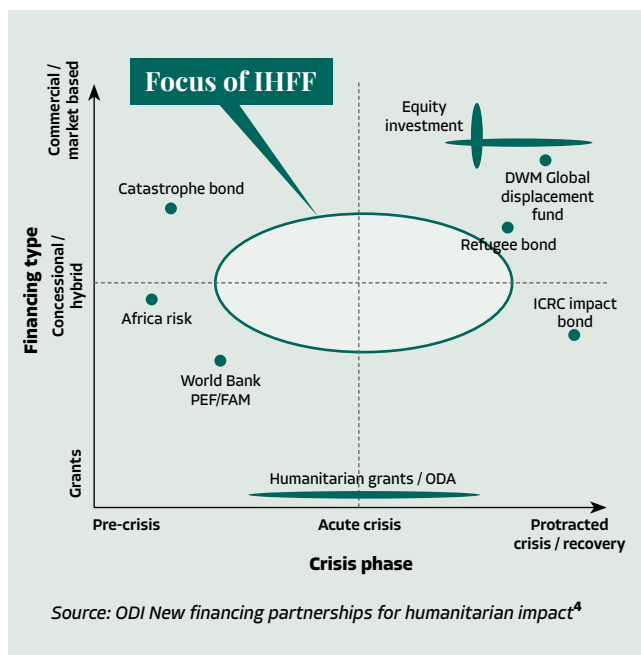 Commercial /
market based
Focus of IHFF
Equity
investment
Catastrophe bond
DWM Global
displacement
fund
Refugee bond
Financing type
Concessional/
hybrid
Africa risk
ICRC impact
bond
World Bank
PEF/FAM
Grants
Humanitarian grants / ODA
Pre-crisis
Acute crisis
Protracted
crisis / recovery
Crisis phase
Source: ODI New financing partnerships for humanitarian impact⁴